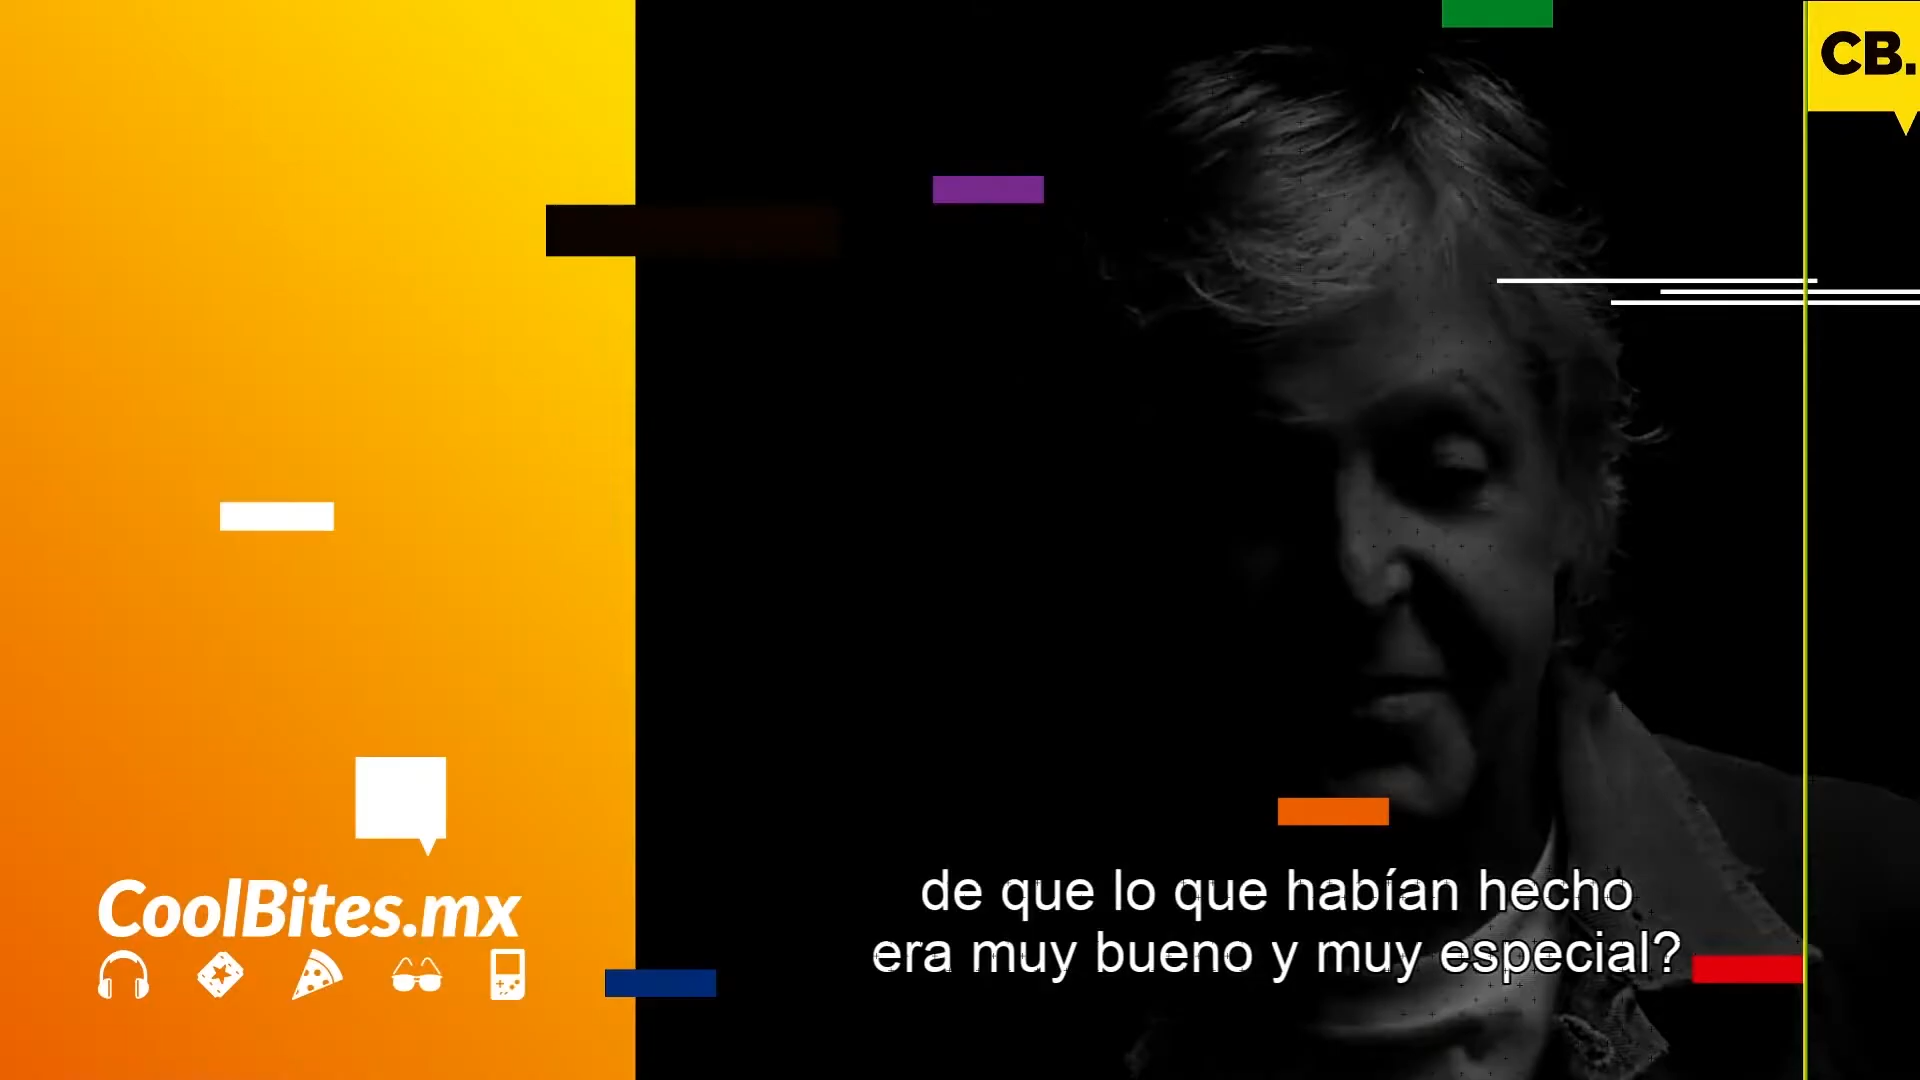 CB.
CoolBites.mx
de que lo que habían hecho
era muy bueno y muy especial?